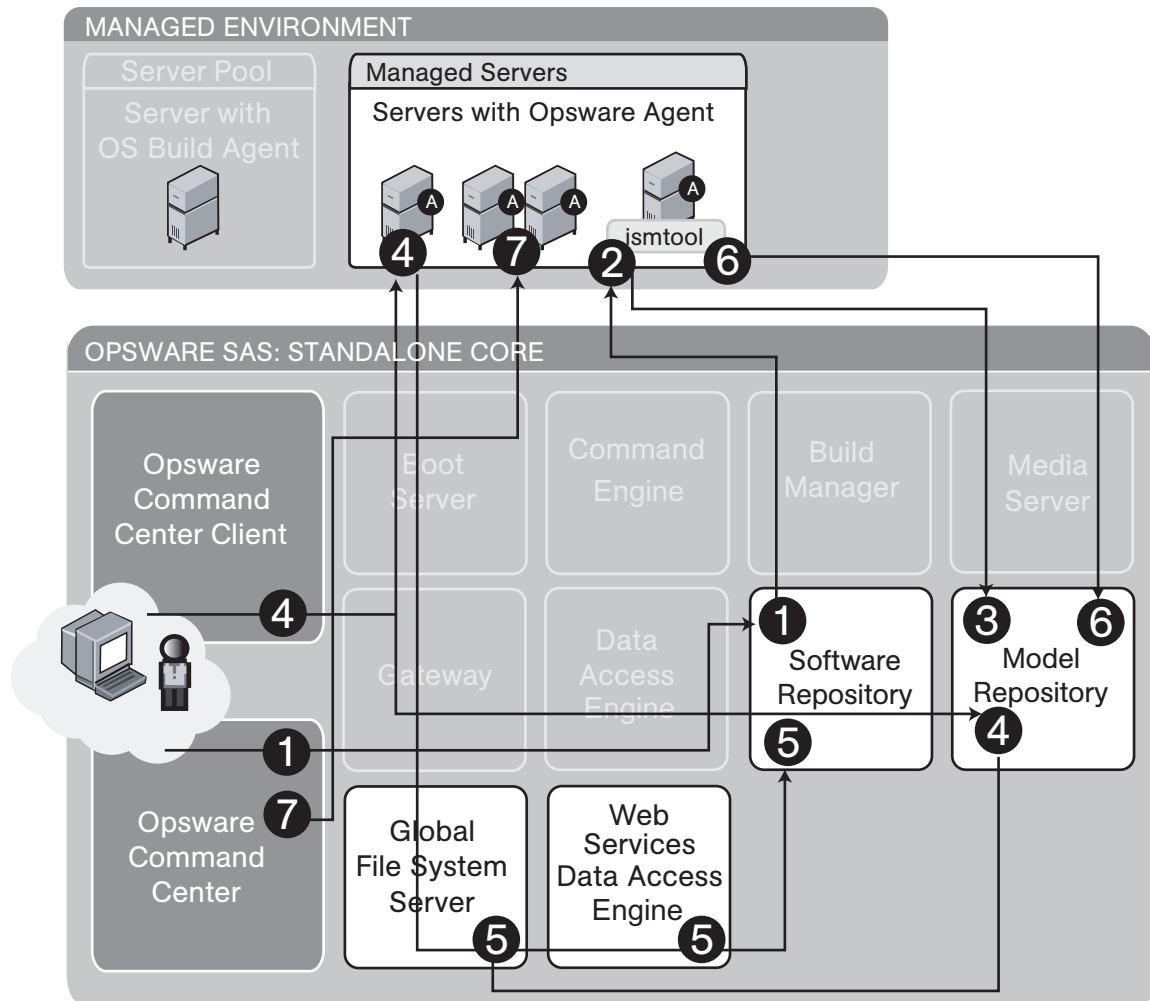 MANAGED ENVIRONMENT
Server Pool
Server with
OS Build Agent
Managed Servers
Servers with Opsware Agent
A
A
A
A
ismtool
4
7
2
6
OPSWARE SAS: STANDALONE CORE
Opsware
Command
Center Client
4
Boot
Server
Command
Engine
Build
Manager
Media
Server
Gateway
Data
Access
Engine
1
Software
Repository
5
3
6
Model
Repository
4
1
7
Opsware
Command
Center
Global
File System
Server
5
Web
Services
Data Access
Engine
5